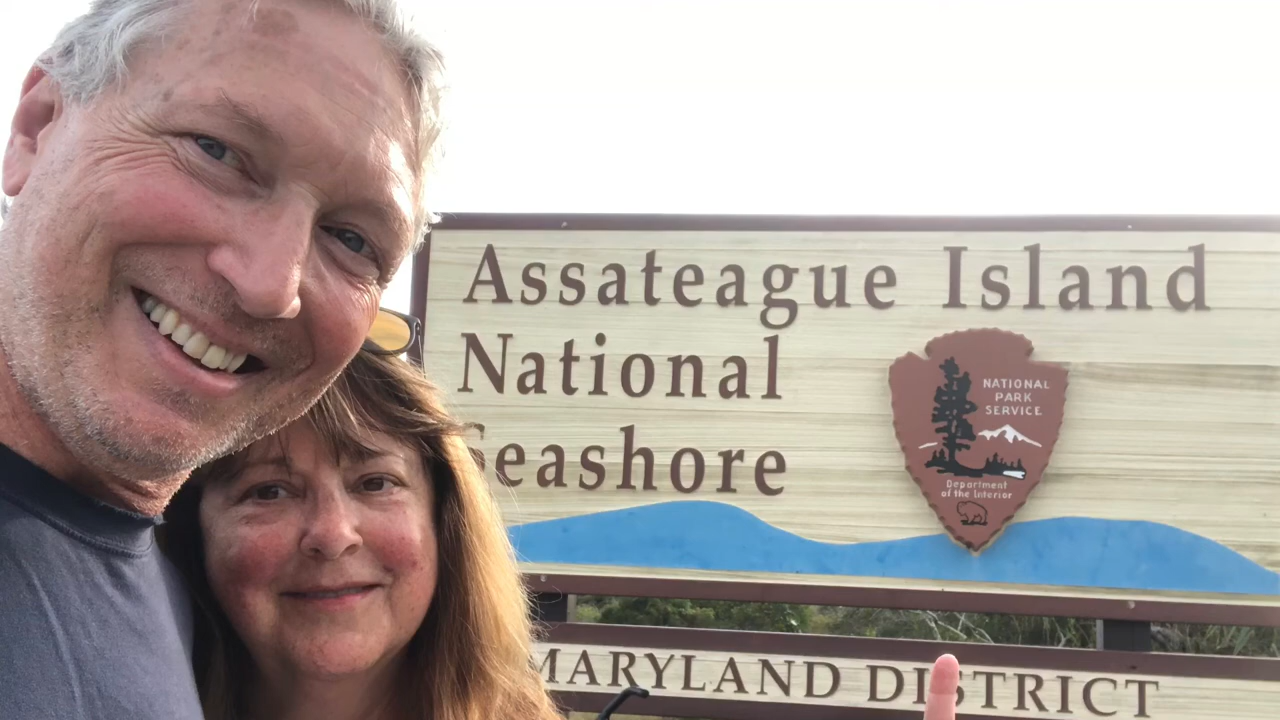 Assateague Island
National
Seashore
NATIONAL
PARK
SERVICE
Department
of the Interior
MARYLAND DISTRICT